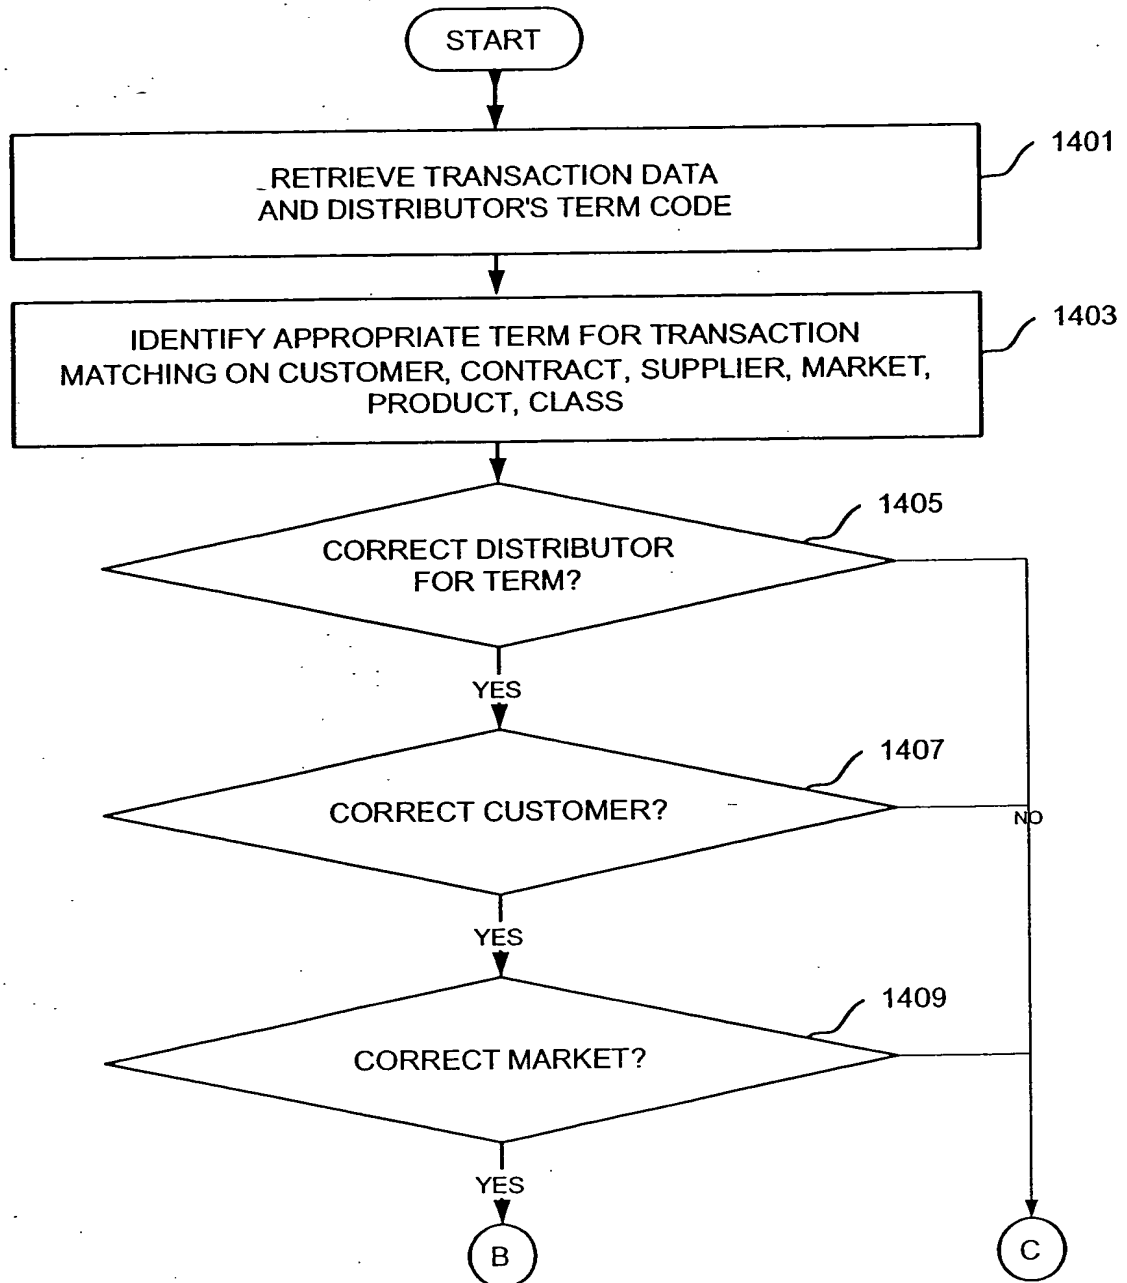 START
RETRIEVE TRANSACTION DATA
AND DISTRIBUTOR'S TERM CODE
1401
IDENTIFY APPROPRIATE TERM FOR TRANSACTION
MATCHING ON CUSTOMER, CONTRACT, SUPPLIER, MARKET,
PRODUCT, CLASS
1403
CORRECT DISTRIBUTOR
FOR TERM?
1405
YES
CORRECT CUSTOMER?
1407
NO
YES
CORRECT MARKET?
1409
YES
B
C